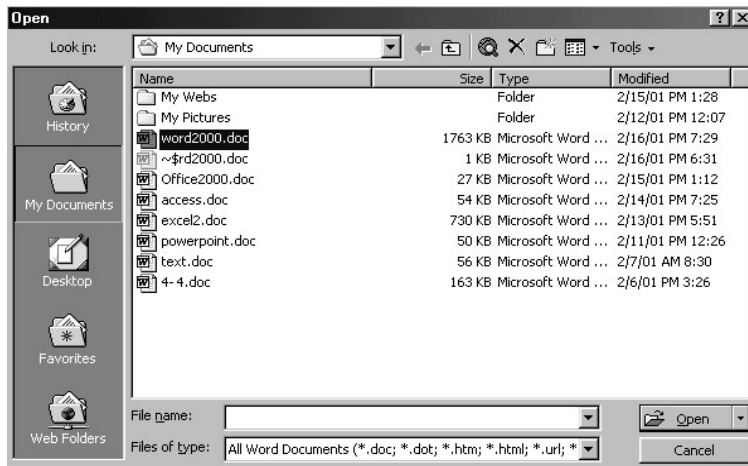 Open
Look in: My Documents Tools
Name Size Type Modified
My Webs Folder 2/15/01 PM 1:28
My Pictures Folder 2/12/01 PM 12:07
word2000.doc 1763 KB Microsoft Word ... 2/16/01 PM 7:29
~$rd2000.doc 1 KB Microsoft Word ... 2/16/01 PM 6:31
Office2000.doc 27 KB Microsoft Word ... 2/15/01 PM 1:12
access.doc 54 KB Microsoft Word ... 2/14/01 PM 7:25
excel2.doc 730 KB Microsoft Word ... 2/13/01 PM 5:51
powerpoint.doc 50 KB Microsoft Word ... 2/11/01 PM 12:26
text.doc 56 KB Microsoft Word ... 2/7/01 AM 8:30
4-4.doc 163 KB Microsoft Word ... 2/6/01 PM 3:26
History
My Documents
Desktop
Favorites
Web Folders
File name: Open
Files of type: All Word Documents (*.doc; *.dot; *.htm; *.html; *.url; * Cancel